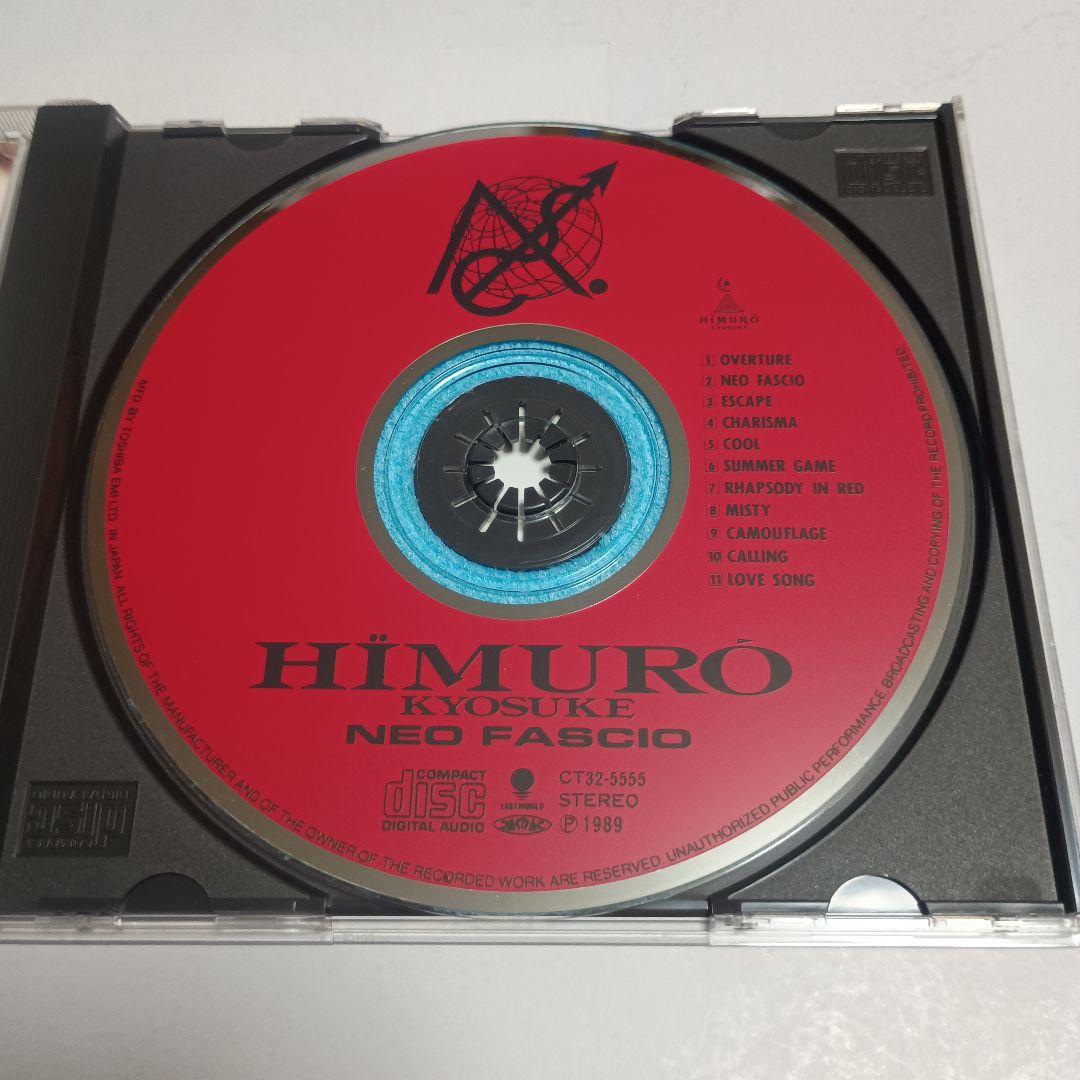 HIMURO
KYOSUKE
1 OVERTURE
2 NEO FASCIO
3 ESCAPE
4 CHARISMA
5 COOL
6 SUMMER GAME
7 RHAPSODY IN RED
8 MISTY
9 CAMOUFLAGE
10 CALLING
11 LOVE SONG
HÏMURO
KYOSUKE
NEO FASCIO
COMPACT
disc
DIGITAL AUDIO
EASTWORLD
JASRAC
CT32-5555
STEREO
Ⓟ 1989
MFD BY TOSHIBA EMI LTD IN JAPAN. ALL RIGHTS OF THE MANUFACTURER AND OF THE OWNER OF THE RECORDED WORK ARE RESERVED. UNAUTHORIZED PUBLIC PERFORMANCE, BROADCASTING AND COPYING OF THE RECORD PROHIBITED